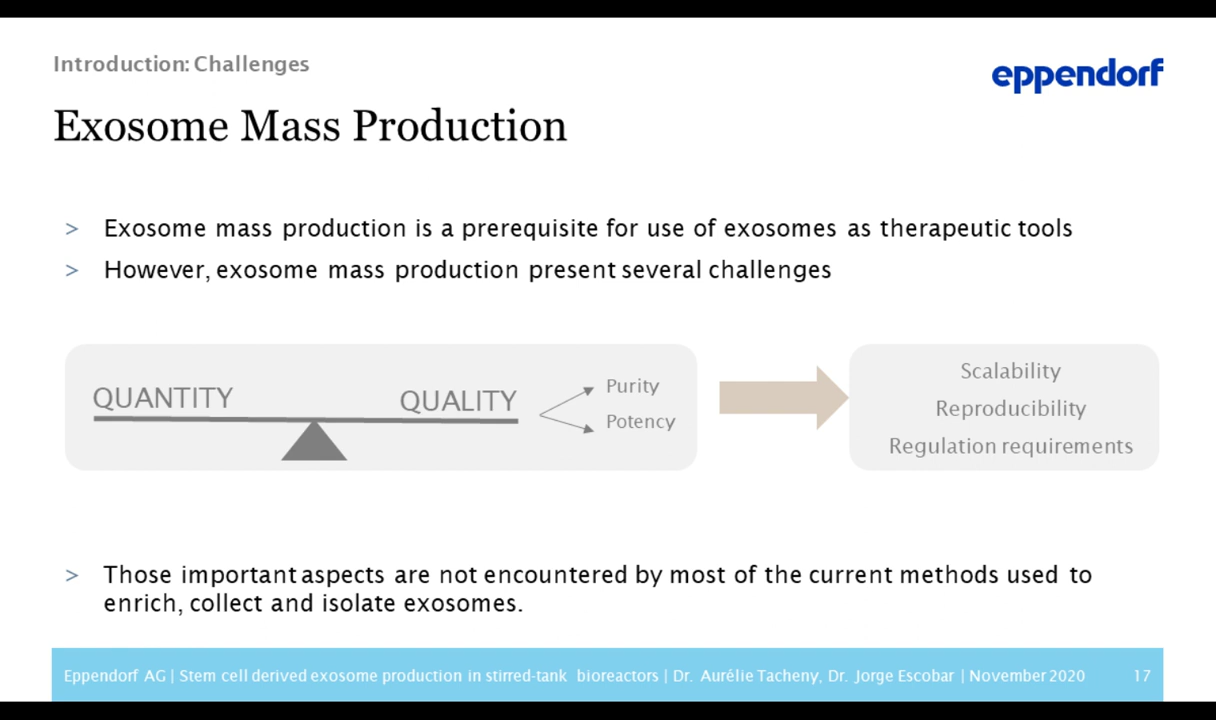 Introduction: Challenges
eppendorf
Exosome Mass Production
> Exosome mass production is a prerequisite for use of exosomes as therapeutic tools
> However, exosome mass production present several challenges
QUANTITY
QUALITY
Purity
Potency
Scalability
Reproducibility
Regulation requirements
> Those important aspects are not encountered by most of the current methods used to
enrich, collect and isolate exosomes.
Eppendorf AG | Stem cell derived exosome production in stirred-tank bioreactors | Dr. Aurélie Tacheny, Dr. Jorge Escobar | November 2020 17